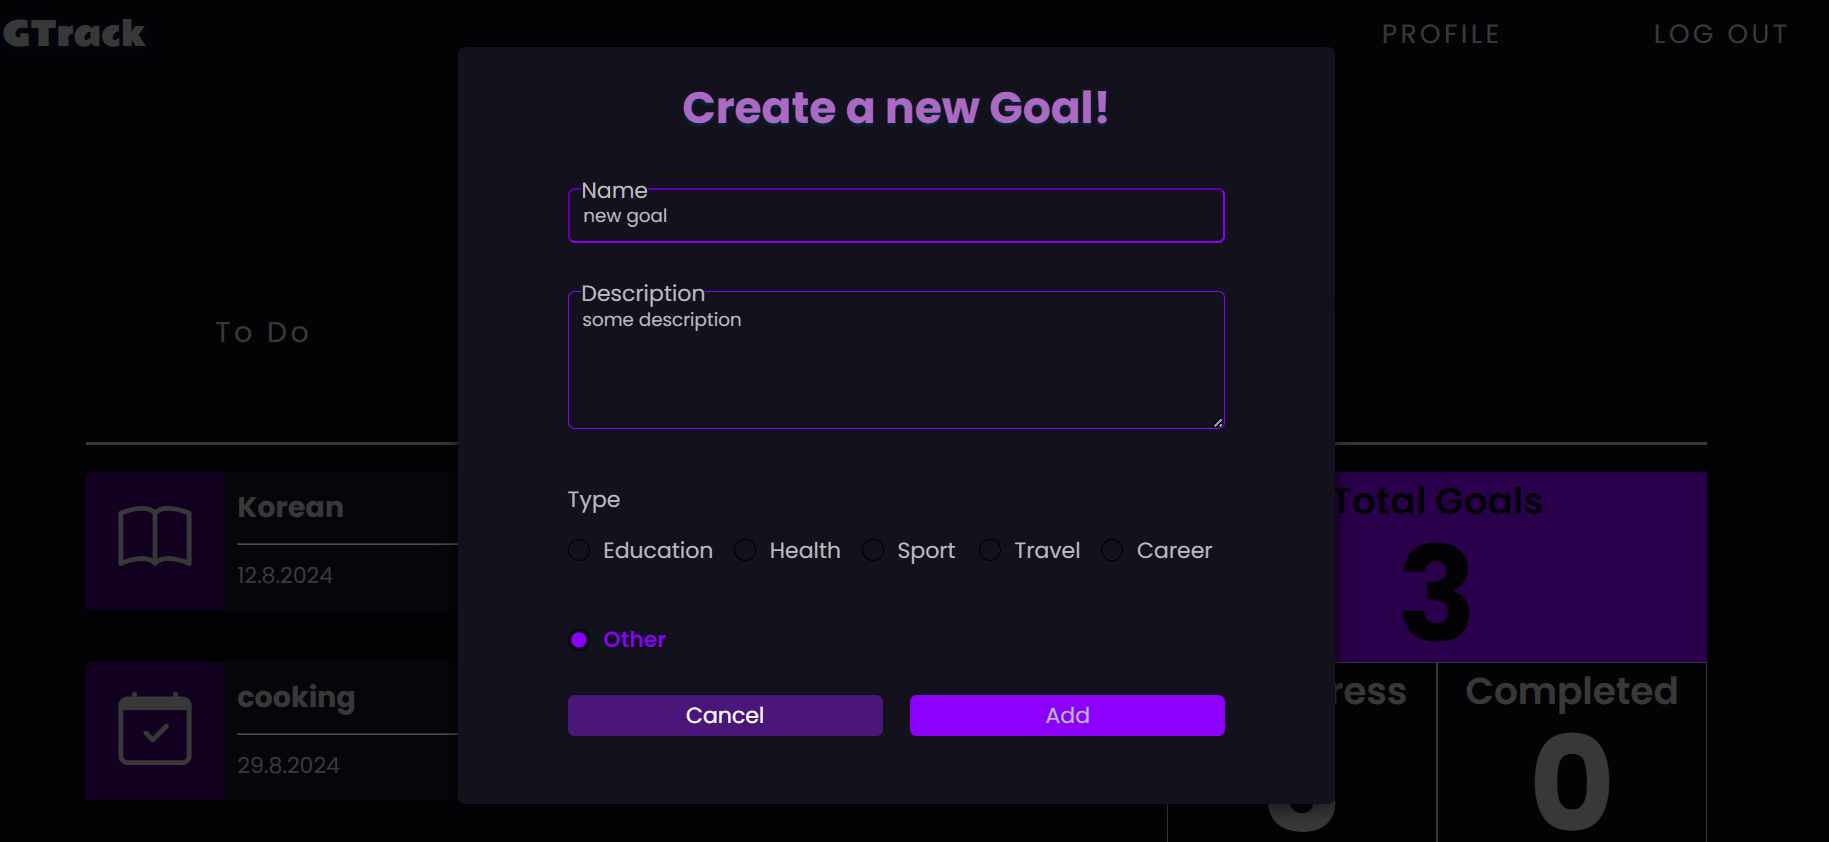 GTrack
PROFILE
LOG OUT
Create a new Goal!
Name
new goal
Description
some description
To Do
Type
Education
Health
Sport
Travel
Career
Other
Cancel
Add
Korean
12.8.2024
cooking
29.8.2024
Total Goals
3
ress
Completed
0